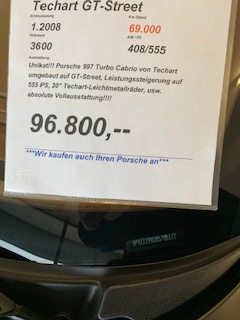 Techart GT-Street
Erstzulassung Km-Stand
1.2008 69.000
Hubraum KW / PS
3600 408/555
Ausstattung
Unikat!!! Porsche 997 Turbo Cabrio von Techart
umgebaut auf GT-Street, Leistungssteigerung auf
555 PS, 20" Techart-Leichtmetallräder, usw.
absolute Vollausstattung!!!!
96.800,--
***Wir kaufen auch Ihren Porsche an***